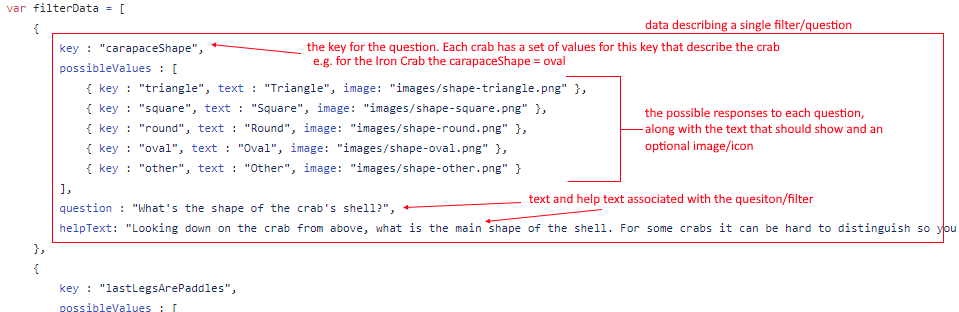 var filterData = [
{
data describing a single filter/question
key : "carapaceShape",
the key for the question. Each crab has a set of values for this key that describe the crab
e.g. for the Iron Crab the carapaceShape = oval
possibleValues : [
{ key : "triangle", text : "Triangle", image: "images/shape-triangle.png" },
{ key : "square", text : "Square", image: "images/shape-square.png" },
{ key : "round", text : "Round", image: "images/shape-round.png" },
{ key : "oval", text : "Oval", image: "images/shape-oval.png" },
{ key : "other", text : "Other", image: "images/shape-other.png" }
the possible responses to each question,
along with the text that should show and an
optional image/icon
],
question : "What's the shape of the crab's shell?",
text and help text associated with the quesiton/filter
helpText: "Looking down on the crab from above, what is the main shape of the shell. For some crabs it can be hard to distinguish so you
},
{
key : "lastLegsArePaddles",
possibleValues : [